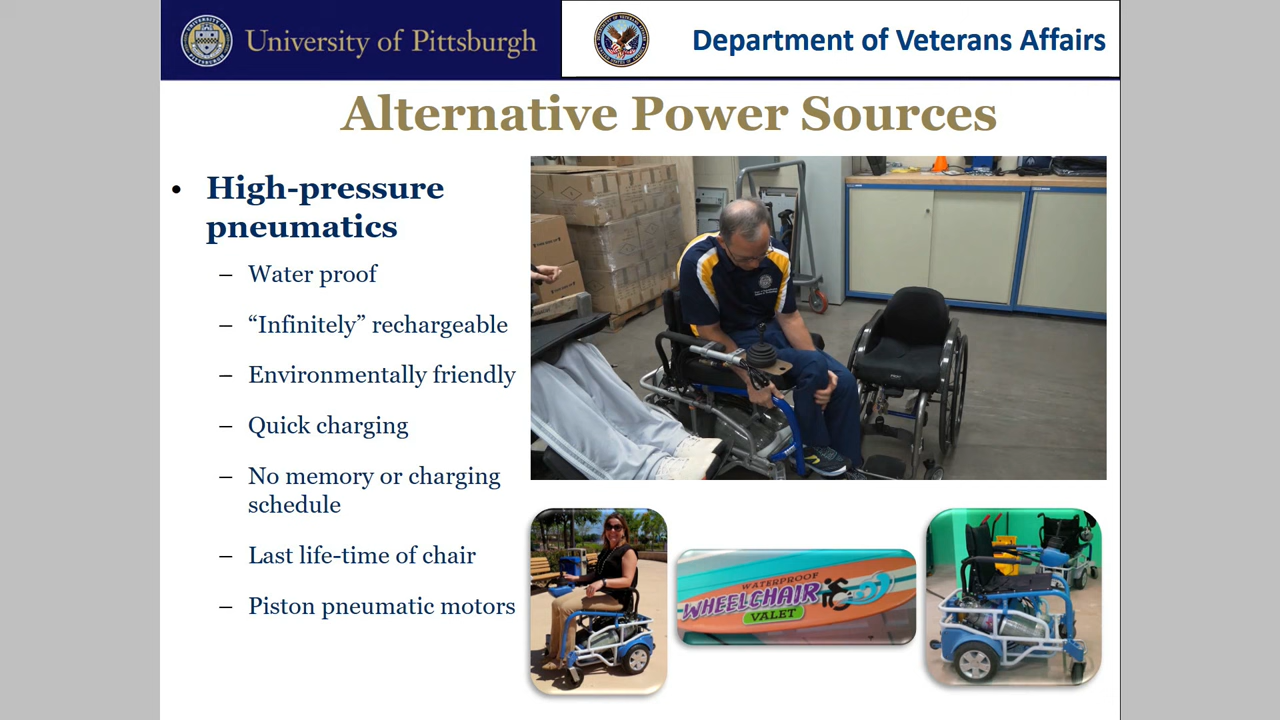 University of Pittsburgh
Department of Veterans Affairs
Alternative Power Sources
• High-pressure
pneumatics
– Water proof
– “Infinitely” rechargeable
– Environmentally friendly
– Quick charging
– No memory or charging
schedule
– Last life-time of chair
– Piston pneumatic motors
WATERPROOF
WHEELCHAIR
VALET